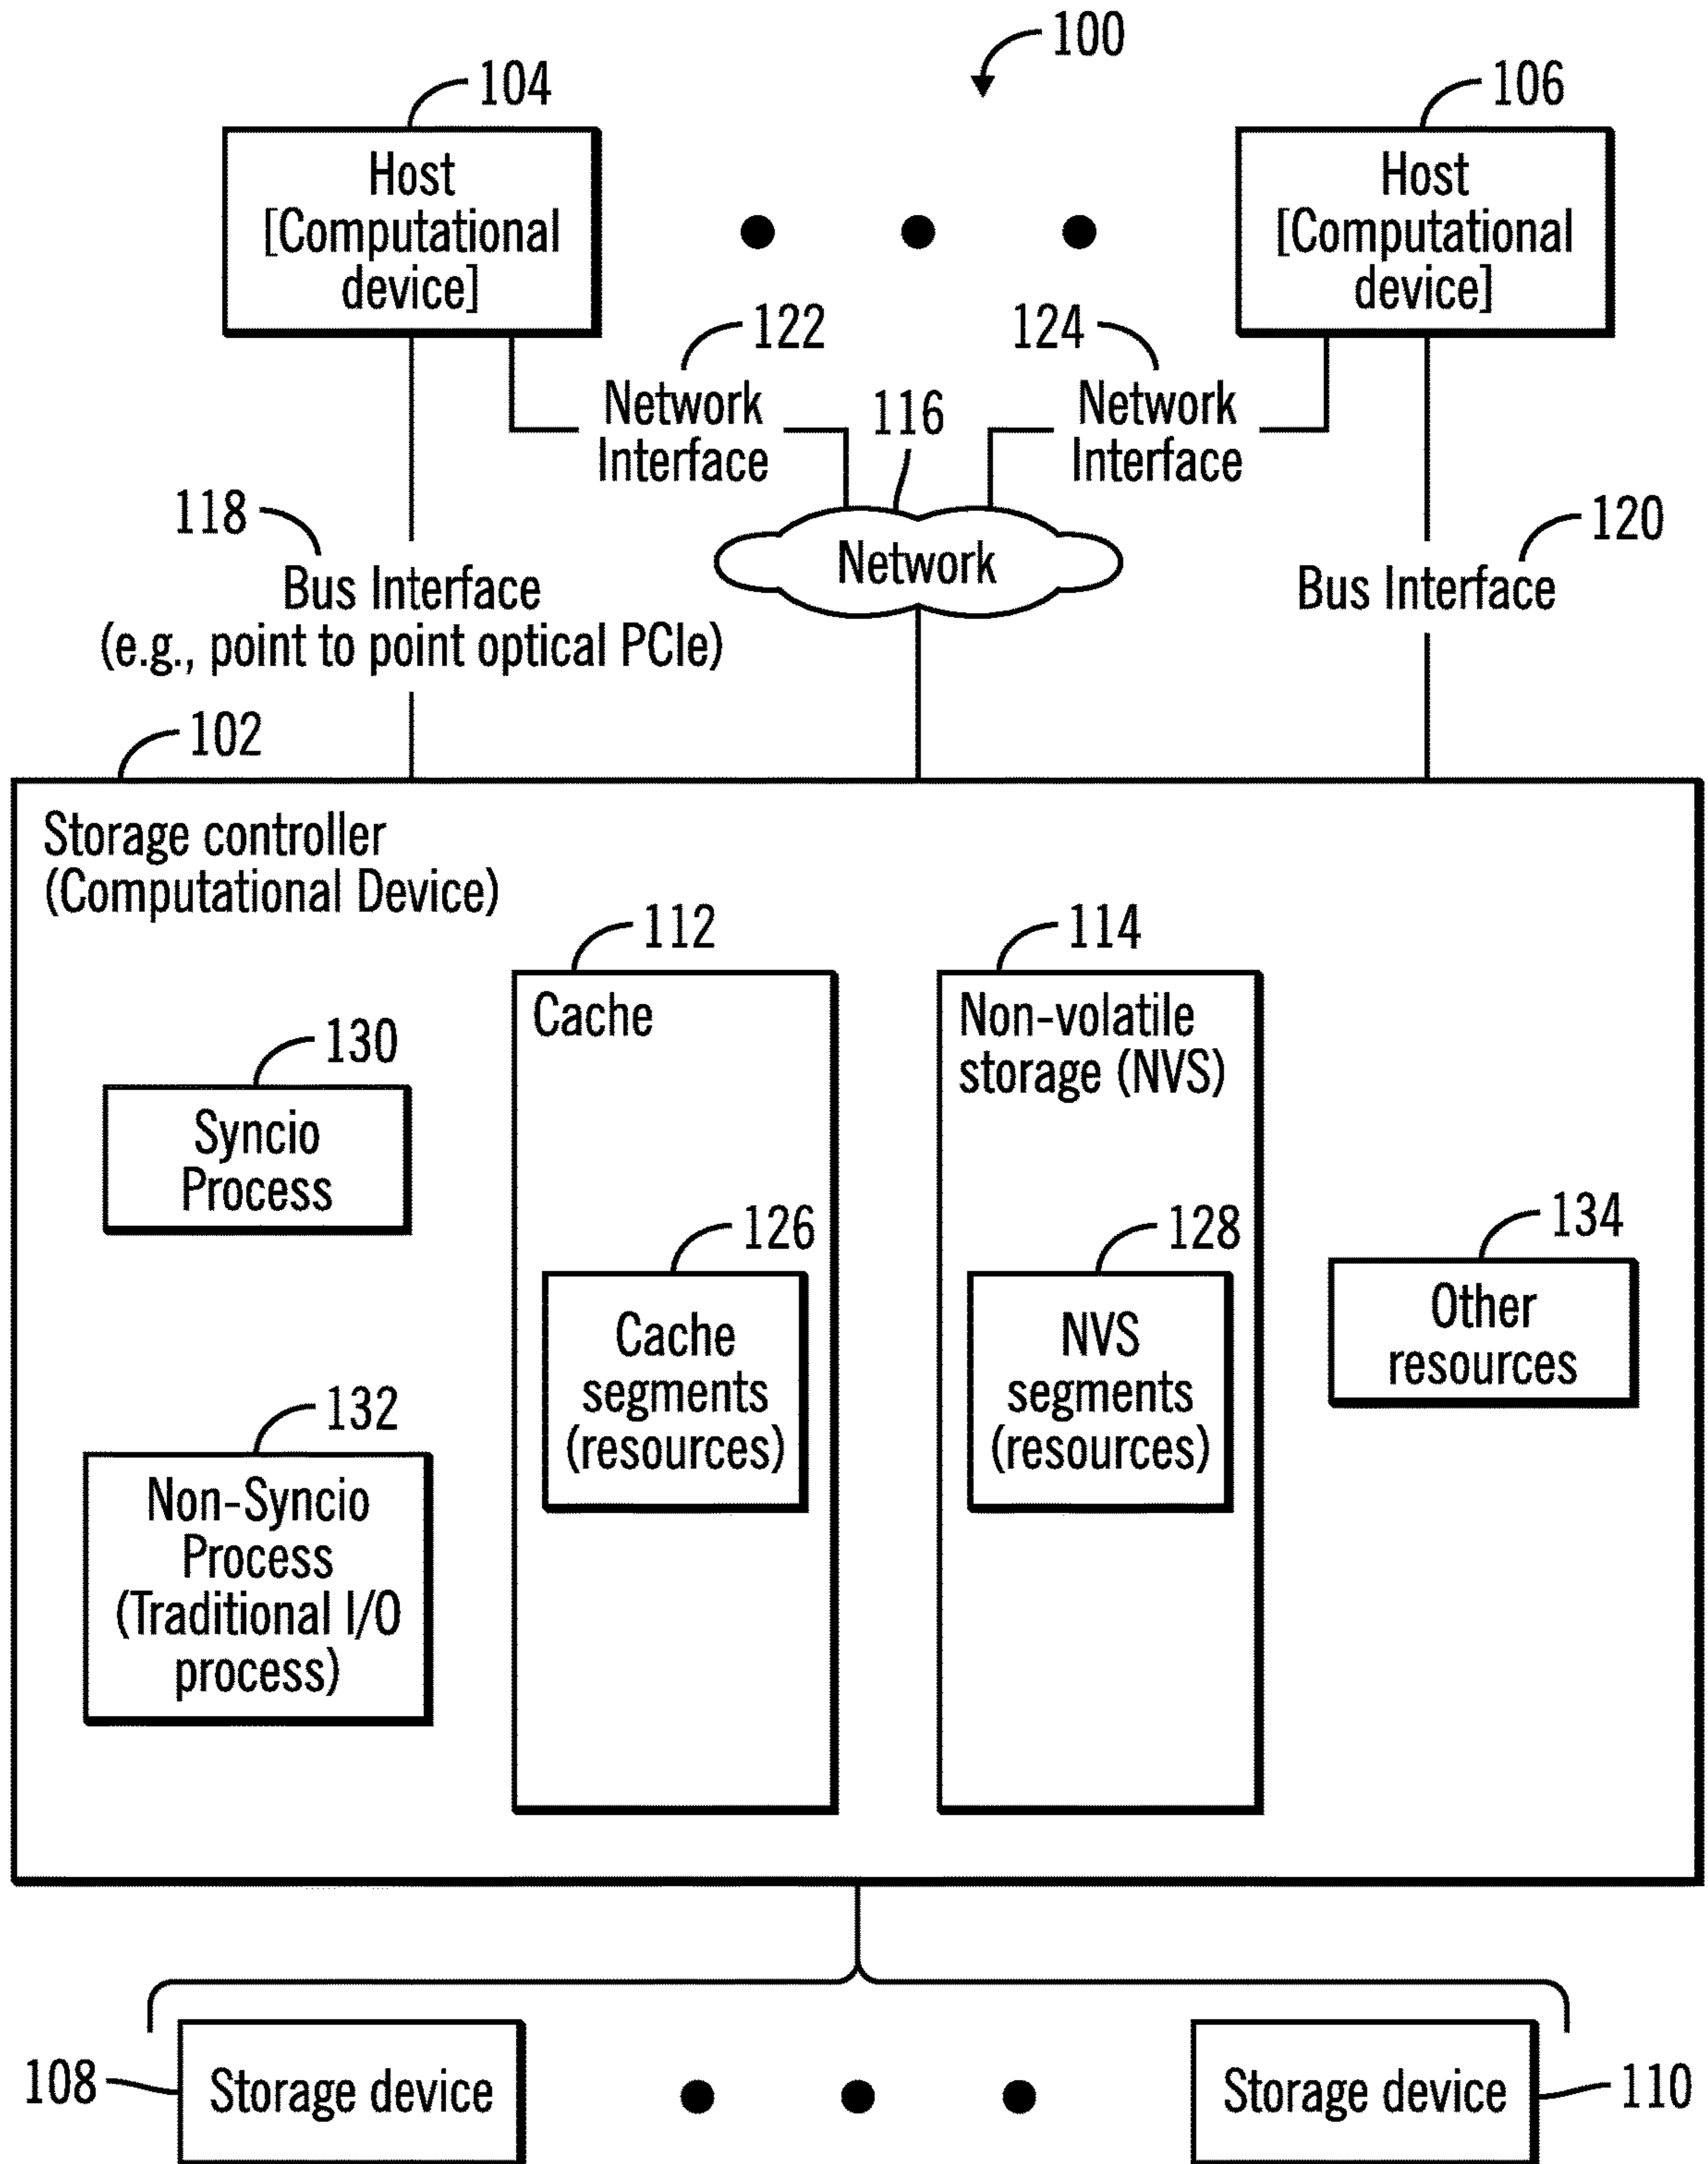 100
104
106
Host
[Computational
device]
Host
[Computational
device]
122
124
Network
Interface
116
Network
Interface
118
120
Network
Bus Interface
(e.g., point to point optical PCIe)
Bus Interface
102
Storage controller
(Computational Device)
112
114
Cache
Non-volatile
storage (NVS)
130
Syncio
Process
126
128
134
Cache
segments
(resources)
NVS
segments
(resources)
Other
resources
132
Non-Syncio
Process
(Traditional I/O
process)
108
Storage device
Storage device
110